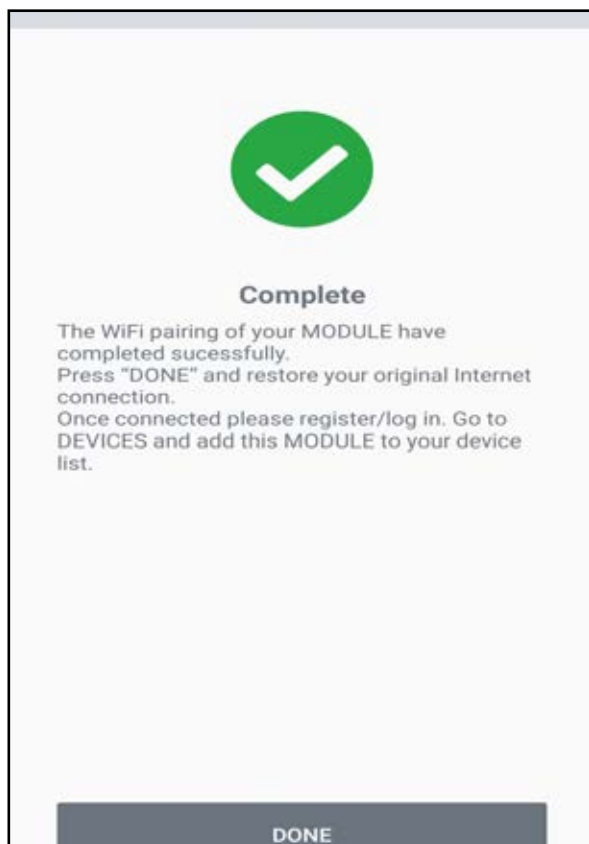 Complete
The WiFi pairing of your MODULE have
completed sucessfully.
Press "DONE" and restore your original Internet
connection.
Once connected please register/log in. Go to
DEVICES and add this MODULE to your device
list.
DONE